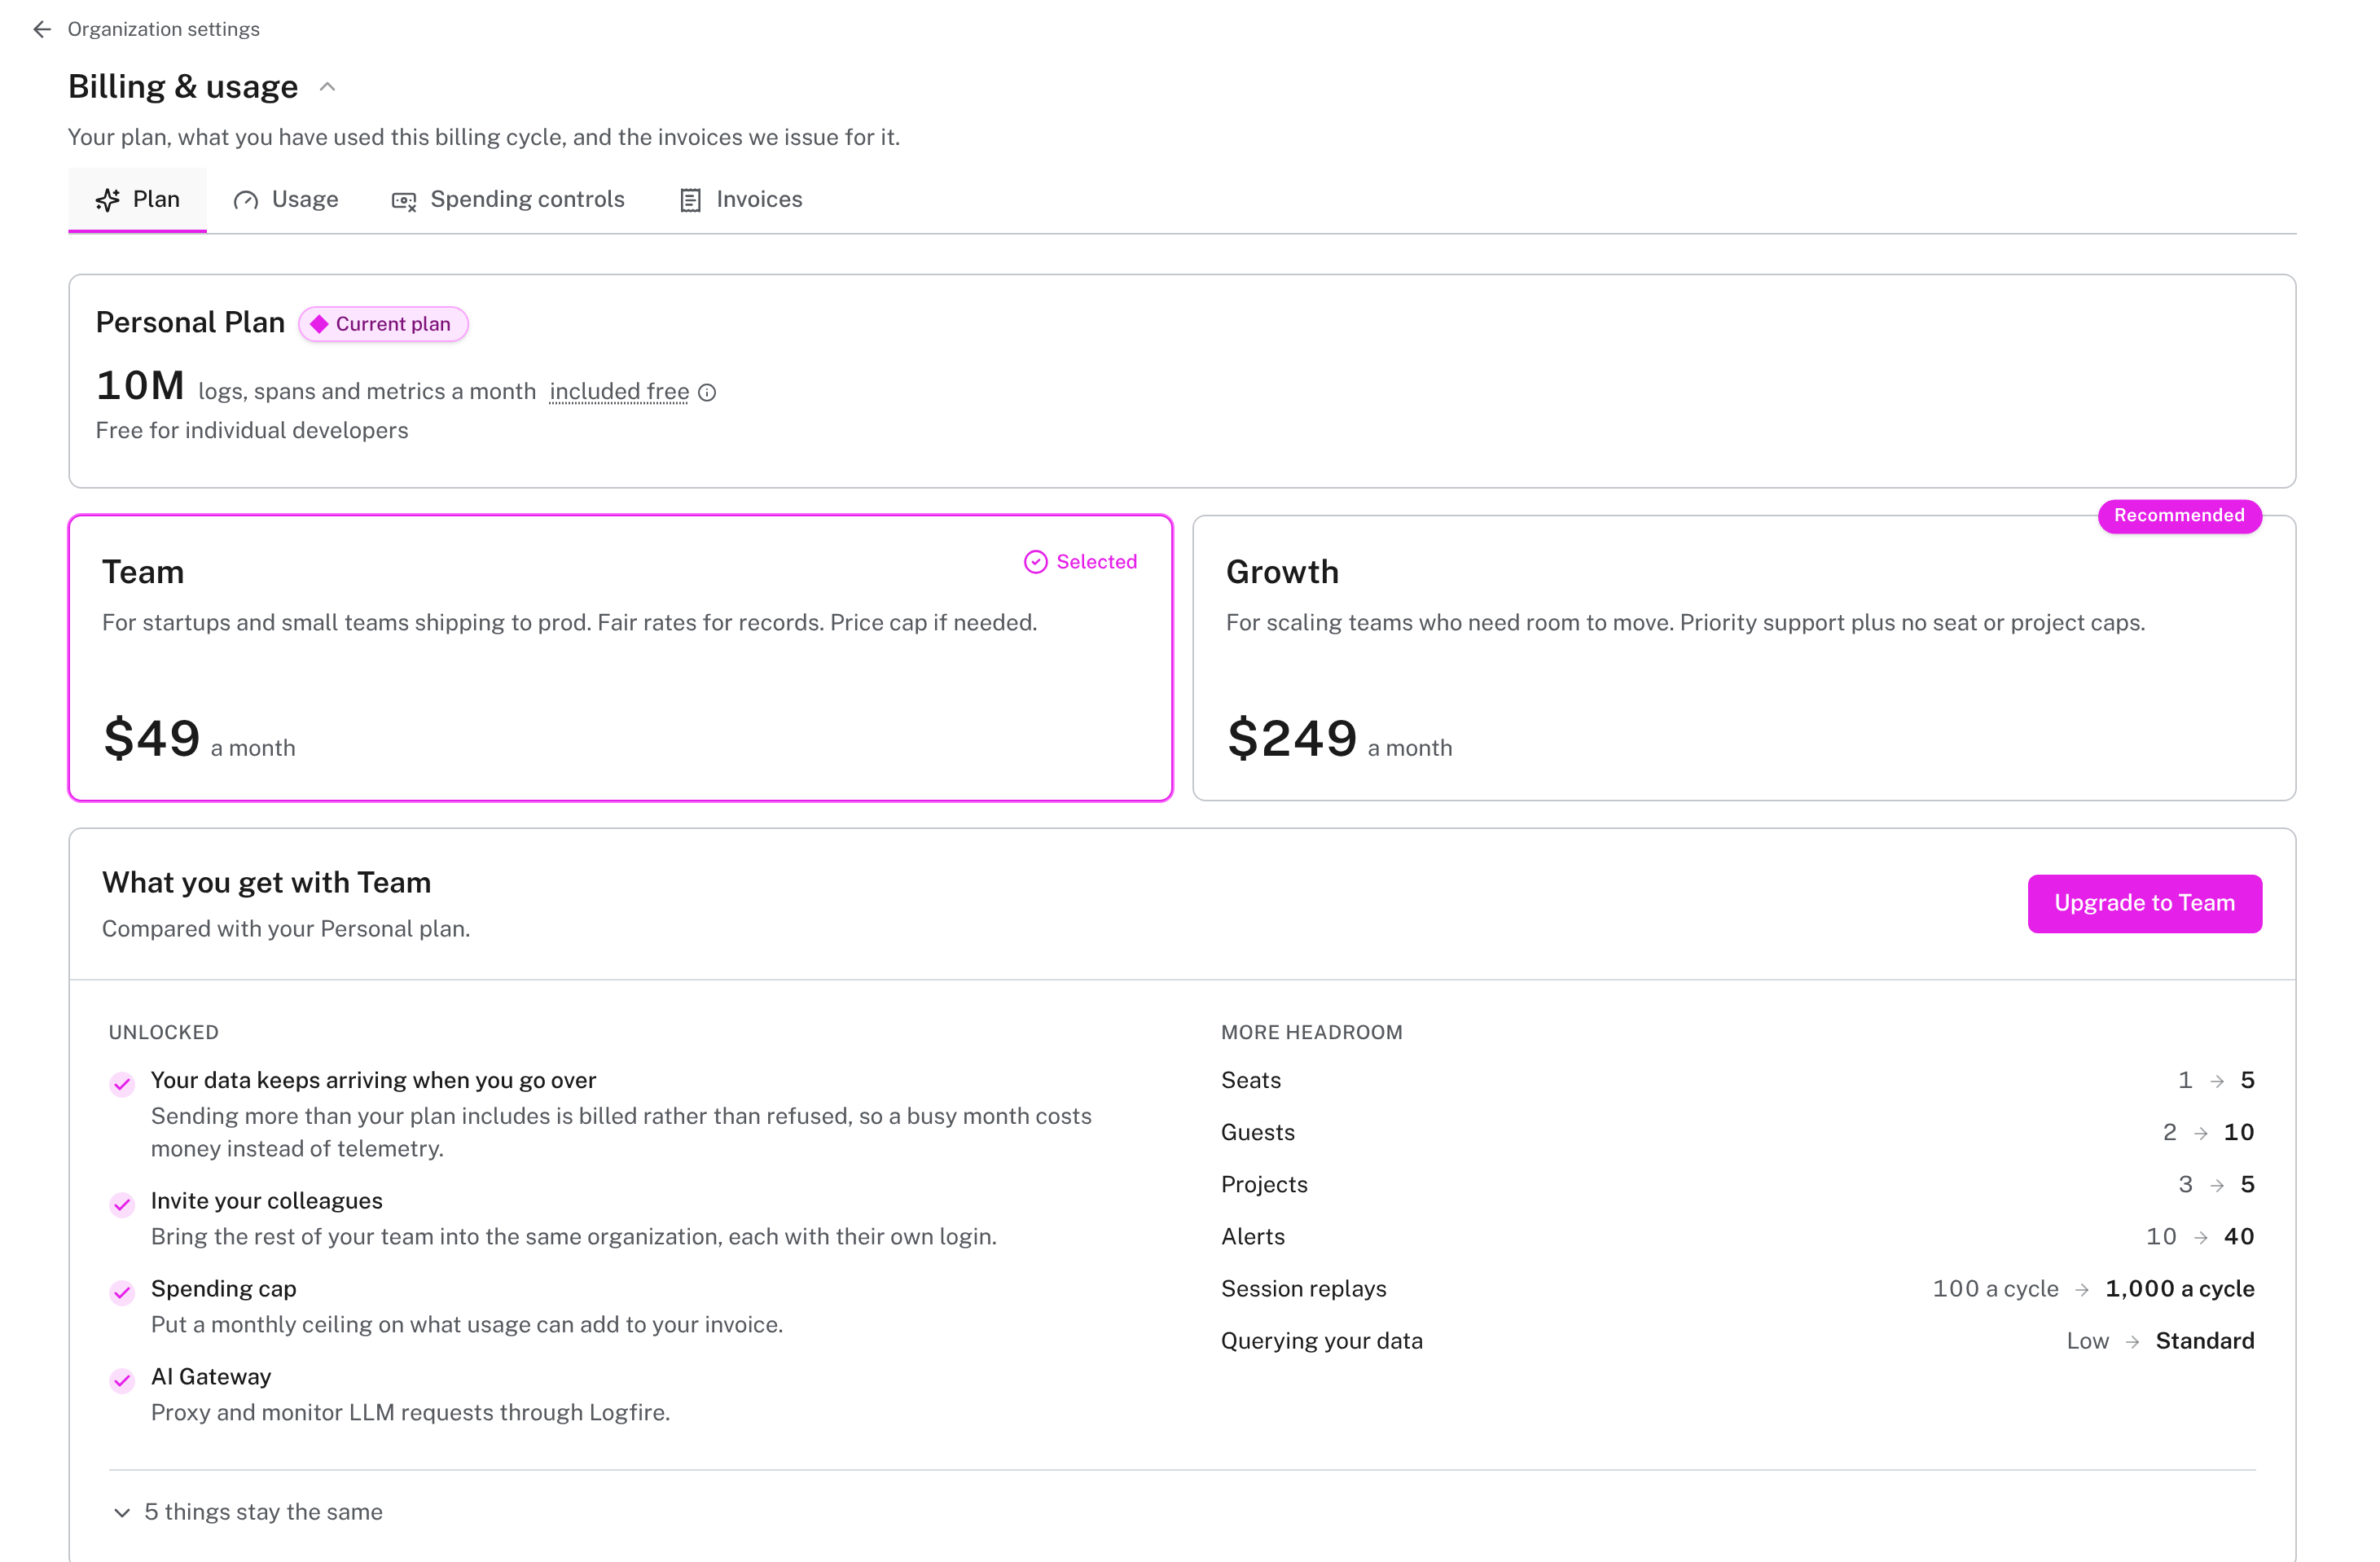 Organization settings
Billing & usage
Your plan, what you have used this billing cycle, and the invoices we issue for it.
Plan
Usage
Spending controls
Invoices
Personal Plan
Current plan
10M logs, spans and metrics a month included free
Free for individual developers
Team
Selected
For startups and small teams shipping to prod. Fair rates for records. Price cap if needed.
$49 a month
Recommended
Growth
For scaling teams who need room to move. Priority support plus no seat or project caps.
$249 a month
What you get with Team
Compared with your Personal plan.
Upgrade to Team
UNLOCKED
Your data keeps arriving when you go over
Sending more than your plan includes is billed rather than refused, so a busy month costs
money instead of telemetry.
Invite your colleagues
Bring the rest of your team into the same organization, each with their own login.
Spending cap
Put a monthly ceiling on what usage can add to your invoice.
AI Gateway
Proxy and monitor LLM requests through Logfire.
MORE HEADROOM
Seats 1 → 5
Guests 2 → 10
Projects 3 → 5
Alerts 10 → 40
Session replays 100 a cycle → 1,000 a cycle
Querying your data Low → Standard
5 things stay the same